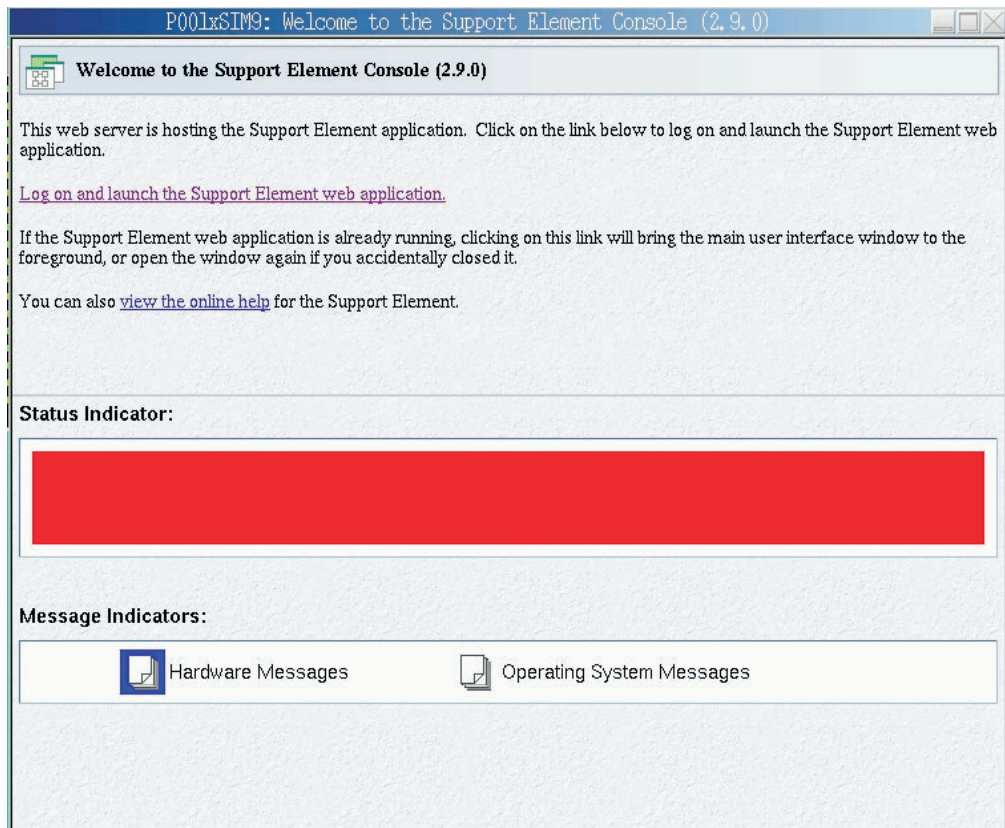 P00lxSIM9: Welcome to the Support Element Console (2.9.0)
Welcome to the Support Element Console (2.9.0)
This web server is hosting the Support Element application. Click on the link below to log on and launch the Support Element web
application.
Log on and launch the Support Element web application.
If the Support Element web application is already running, clicking on this link will bring the main user interface window to the
foreground, or open the window again if you accidentally closed it.
You can also view the online help for the Support Element.
Status Indicator:
Message Indicators:
Hardware Messages
Operating System Messages